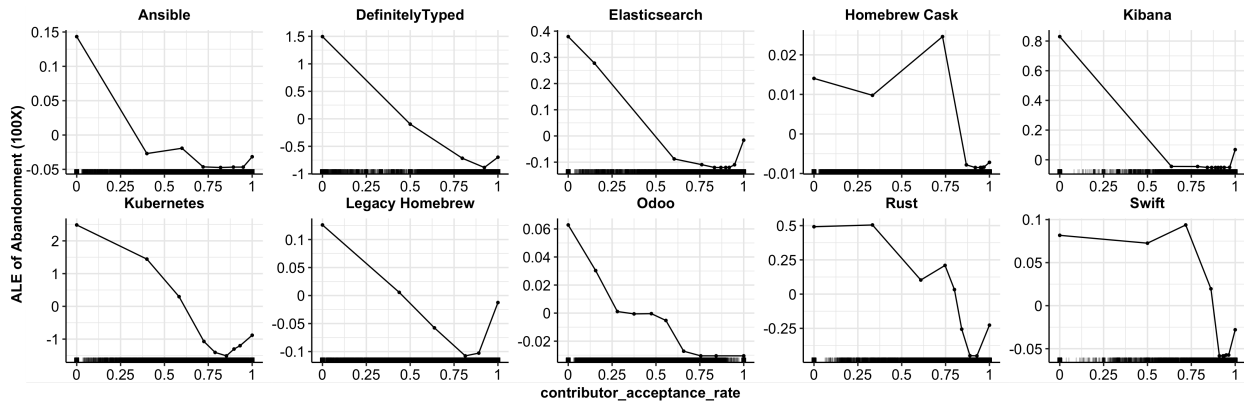 Ansible DefinitelyTyped Elasticsearch Homebrew Cask Kibana
0.15 0.10 0.05 0 -0.05
0 0.25 0.5 0.75 1
1.5 1 0.5 0 -0.5 -1
0 0.25 0.5 0.75 1
0.4 0.3 0.2 0.1 0 -0.1
0 0.25 0.5 0.75 1
0.02 0.01 0 -0.01
0 0.25 0.5 0.75 1
0.8 0.6 0.4 0.2 0
0 0.25 0.5 0.75 1
ALE of Abandonment (100X)
Kubernetes Legacy Homebrew Odoo Rust Swift
2 1 0 -1
0 0.25 0.5 0.75 1
0.1 0.05 0 -0.05 -0.1
0 0.25 0.5 0.75 1
0.06 0.04 0.02 0 -0.02
0 0.25 0.5 0.75 1
0.5 0.25 0 -0.25
0 0.25 0.5 0.75 1
0.1 0.05 0 -0.05
0 0.25 0.5 0.75 1
contributor_acceptance_rate